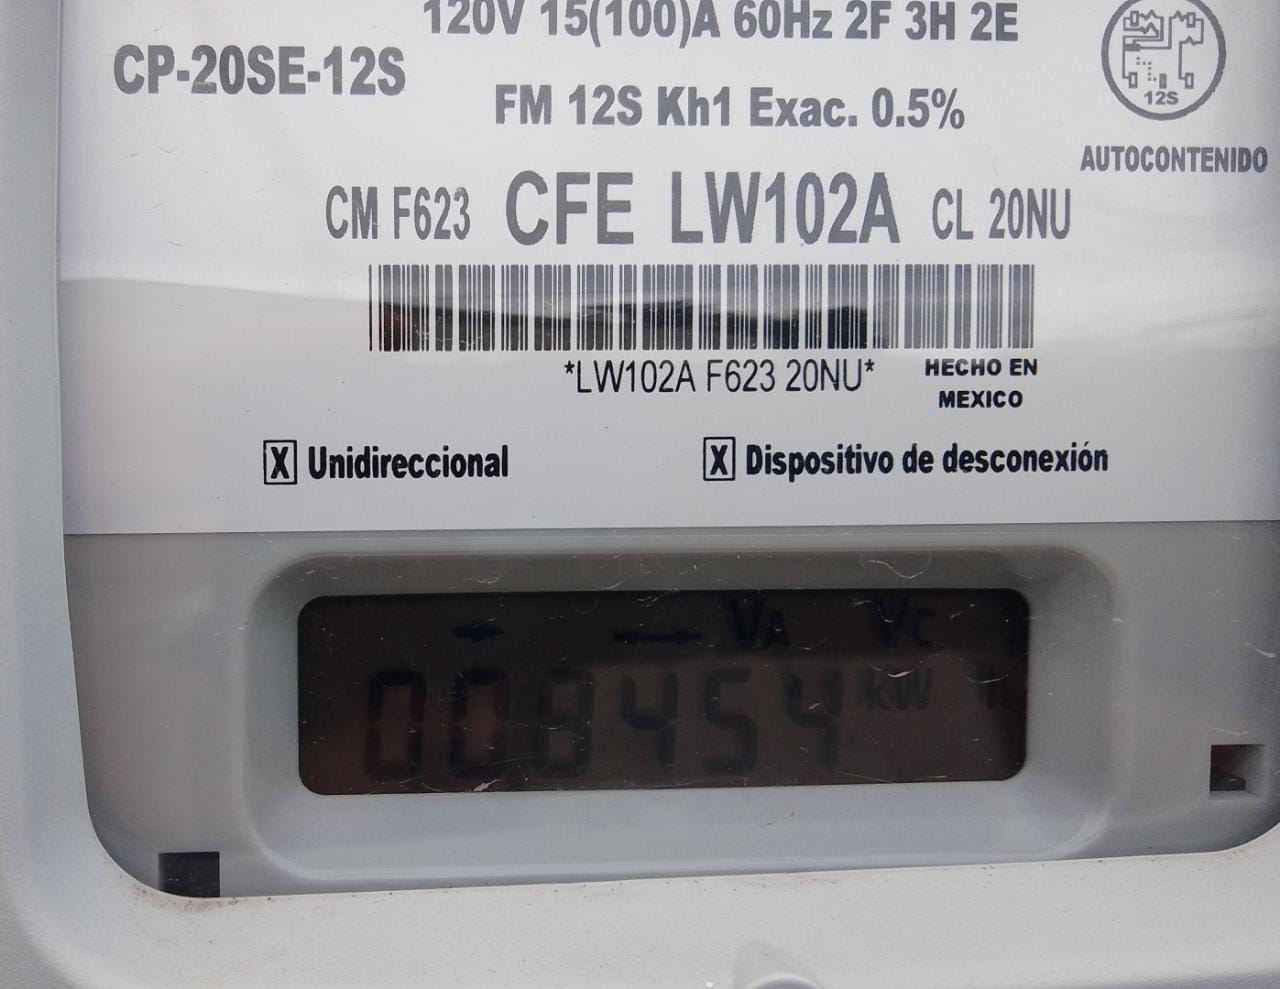 120V 15(100)A 60Hz 2F 3H 2E
CP-20SE-12S
FM 12S Kh1 Exac. 0.5%
12S
AUTOCONTENIDO
CM F623 CFE LW102A CL 20NU
*LW102A F623 20NU*
HECHO EN
MEXICO
X Unidireccional
X Dispositivo de desconexión
VA VC
008454 kW h